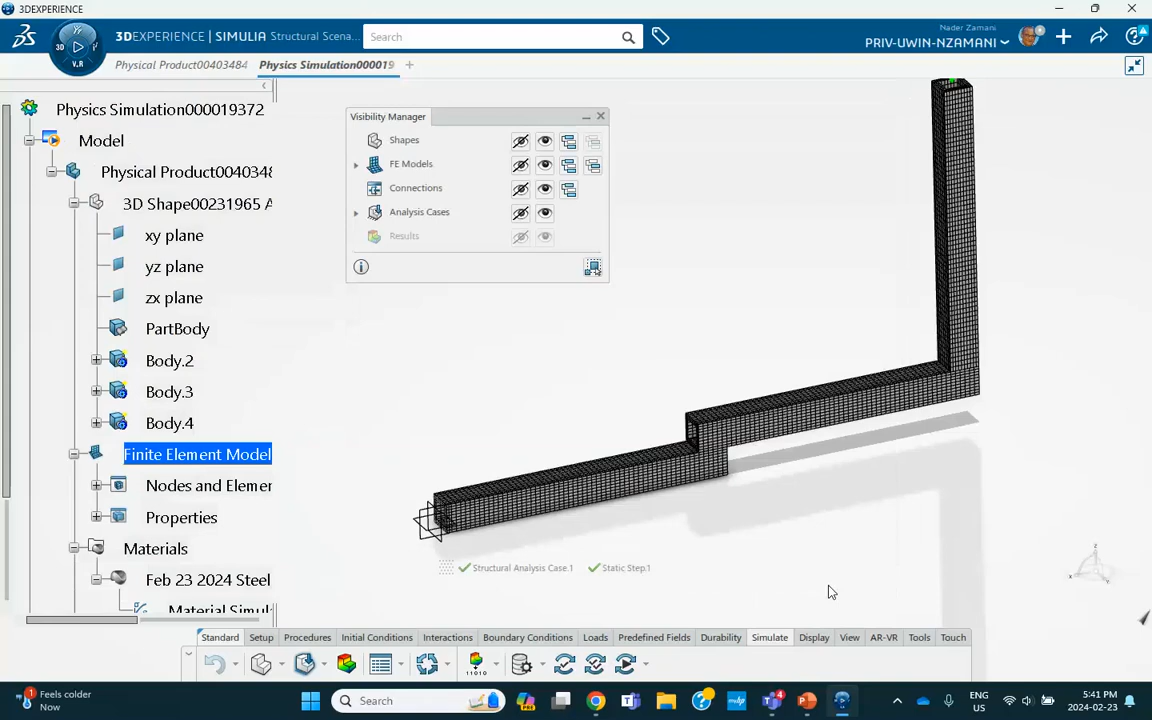 3DEXPERIENCE
3DEXPERIENCE | SIMULIA Structural Scena...
Search
Nader Zamani
PRIV-UWIN-NZAMANI
3D
V.R
Physical Product00403484
Physics Simulation000019
Physics Simulation000019372
Model
Physical Product0040348
3D Shape00231965 A
xy plane
yz plane
zx plane
PartBody
Body.2
Body.3
Body.4
Finite Element Model
Nodes and Elemer
Properties
Materials
Feb 23 2024 Steel
Material Simul
Visibility Manager
Shapes
FE Models
Connections
Analysis Cases
Results
Structural Analysis Case.1
Static Step.1
Standard
Setup
Procedures
Initial Conditions
Interactions
Boundary Conditions
Loads
Predefined Fields
Durability
Simulate
Display
View
AR-VR
Tools
Touch
11010
1
Feels colder
Now
Search
4
ENG
US
5:41 PM
2024-02-23